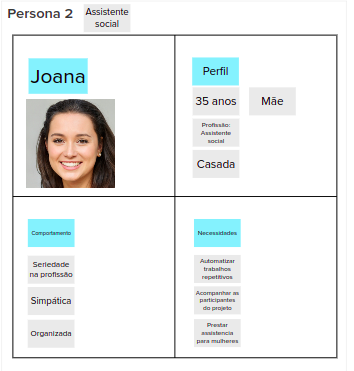 Persona 2
Assistente
social
Joana
Perfil
35 anos
Mãe
Profissão:
Assistente
social
Casada
Comportamento
Seriedade
na profissão
Simpática
Organizada
Necessidades
Automatizar
trabalhos
repetitivos
Acompanhar as
participantes
do projeto
Prestar
assistencia
para mulheres